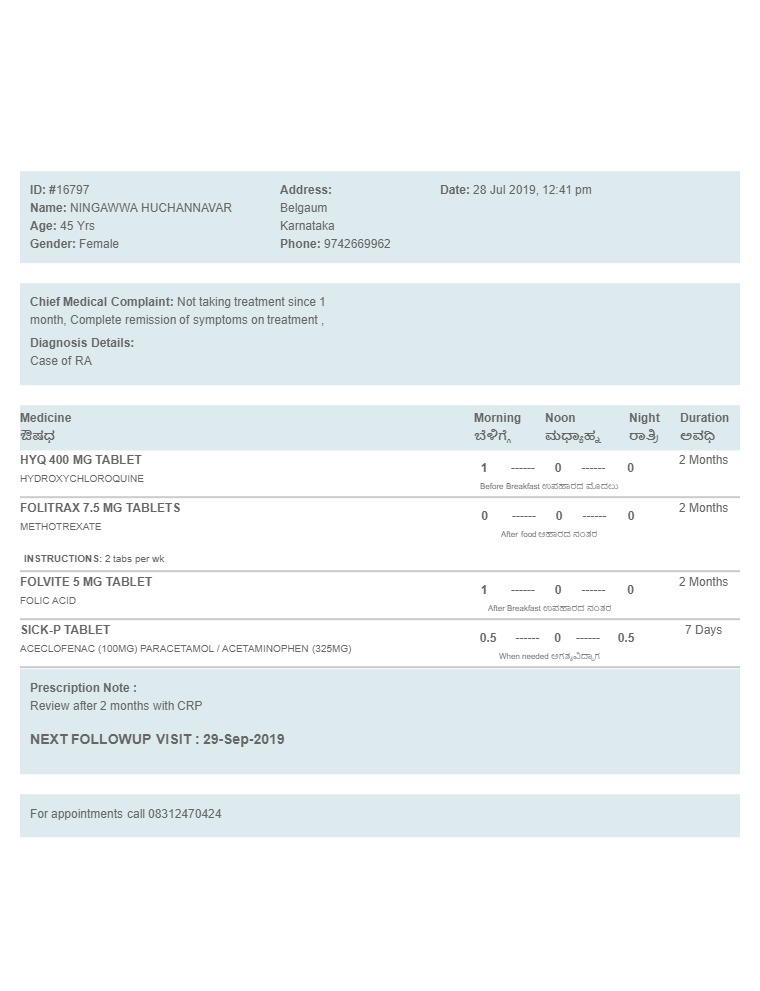 ID: #16797
Name: NINGAWWA HUCHANNAVAR
Age: 45 Yrs
Gender: Female
Address:
Belgaum
Karnataka
Phone: 9742669962
Date: 28 Jul 2019, 12:41 pm
Chief Medical Complaint: Not taking treatment since 1
month, Complete remission of symptoms on treatment ,
Diagnosis Details:
Case of RA
Medicine Morning Noon Night Duration
ಔಷಧ ಬೆಳಿಗ್ಗೆ ಮಧ್ಯಾಹ್ನ ರಾತ್ರಿ ಅವಧಿ
HYQ 400 MG TABLET 2 Months
1 ------ 0 ------ 0
HYDROXYCHLOROQUINE
Before Breakfast ಉಪಹಾರದ ಮೊದಲು
FOLITRAX 7.5 MG TABLETS 2 Months
0 ------ 0 ------ 0
METHOTREXATE
After food ಆಹಾರದ ನಂತರ
INSTRUCTIONS: 2 tabs per wk
FOLVITE 5 MG TABLET 2 Months
1 ------ 0 ------ 0
FOLIC ACID
After Breakfast ಉಪಹಾರದ ನಂತರ
SICK-P TABLET 7 Days
0.5 ------ 0 ------ 0.5
ACECLOFENAC (100MG) PARACETAMOL / ACETAMINOPHEN (325MG)
When needed ಅಗತ್ಯವಿದ್ದಾಗ
Prescription Note :
Review after 2 months with CRP
NEXT FOLLOWUP VISIT : 29-Sep-2019
For appointments call 08312470424